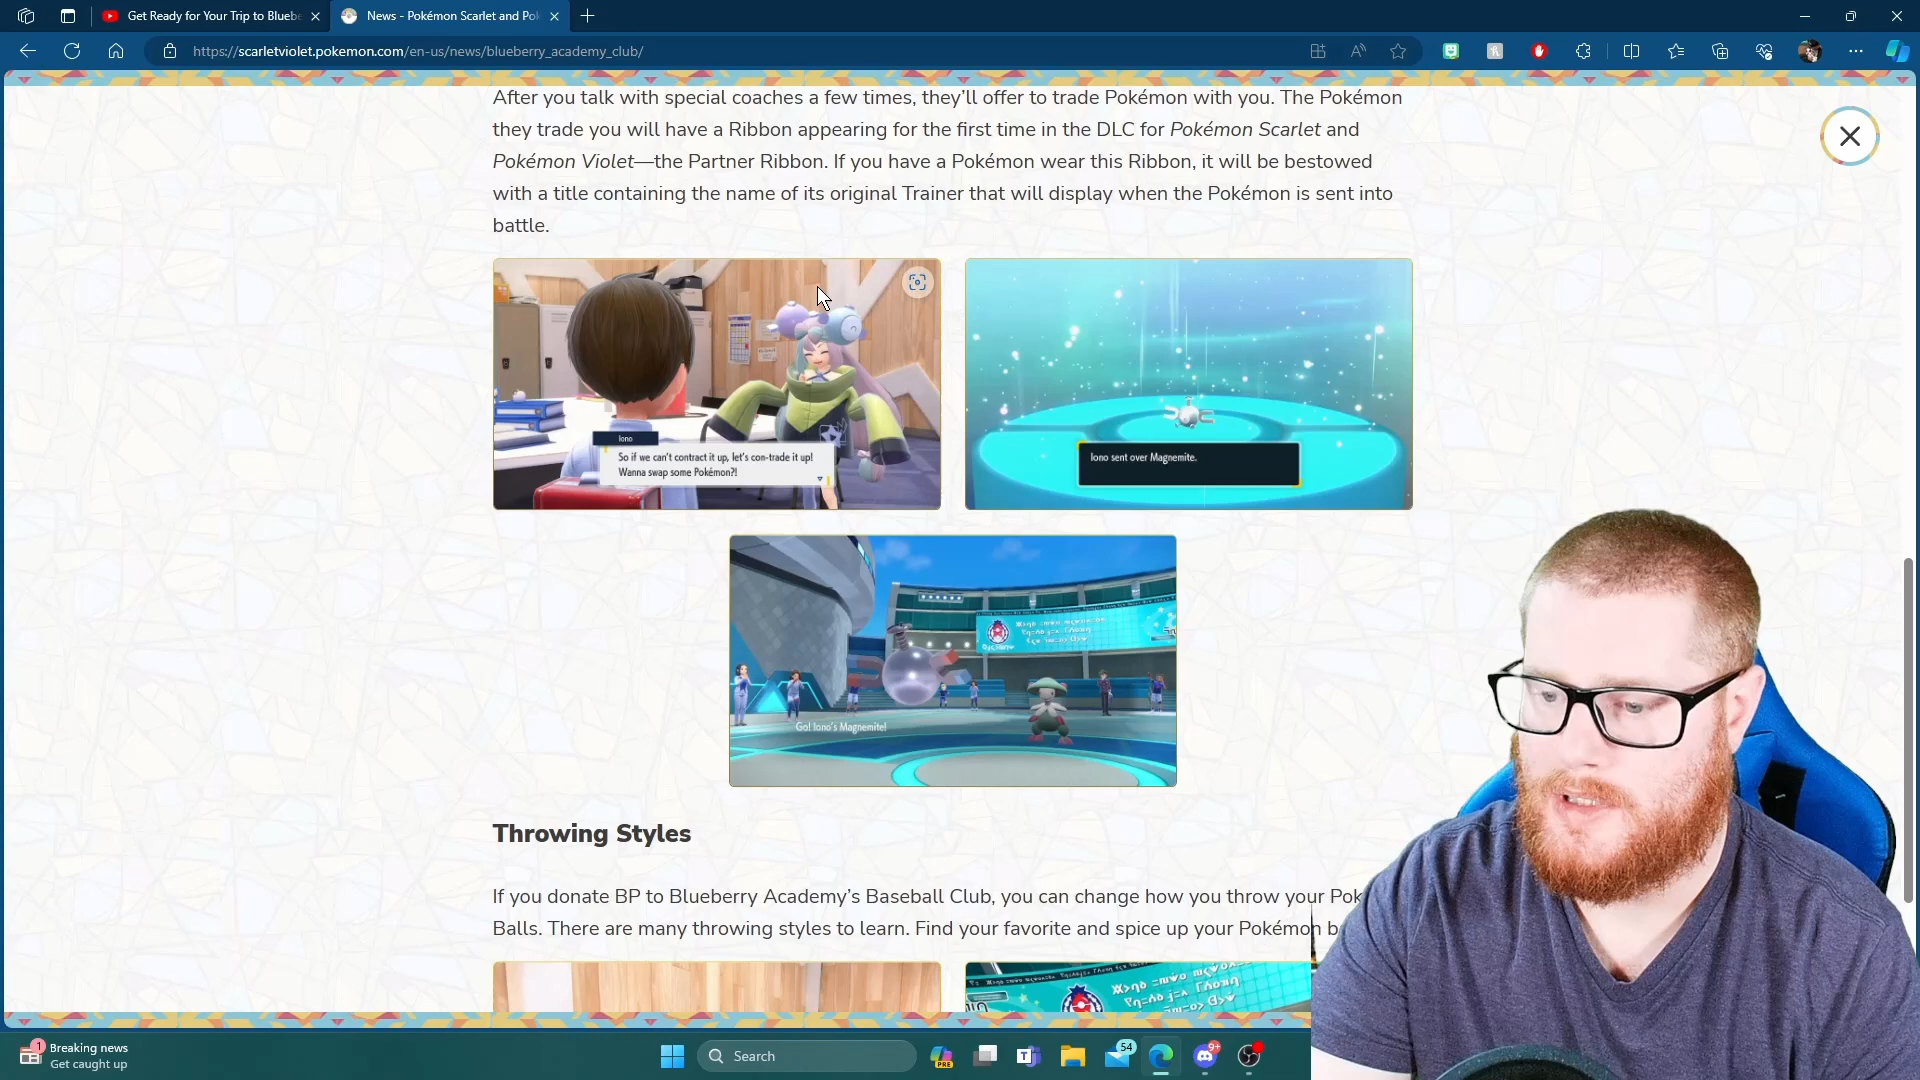 Get Ready for Your Trip to Bluebe
News - Pokémon Scarlet and Pok
https://scarletviolet.pokemon.com/en-us/news/blueberry_academy_club/
After you talk with special coaches a few times, they’ll offer to trade Pokémon with you. The Pokémon
they trade you will have a Ribbon appearing for the first time in the DLC for Pokémon Scarlet and
Pokémon Violet—the Partner Ribbon. If you have a Pokémon wear this Ribbon, it will be bestowed
with a title containing the name of its original Trainer that will display when the Pokémon is sent into
battle.
Iono
So if we can't contract it up, let's con-trade it up!
Wanna swap some Pokémon?!
Iono sent over Magnemite.
Go! Iono's Magnemite!
Throwing Styles
If you donate BP to Blueberry Academy’s Baseball Club, you can change how you throw your Pok
Balls. There are many throwing styles to learn. Find your favorite and spice up your Pokémon b
1
Breaking news
Get caught up
Search
PRE
54
9+